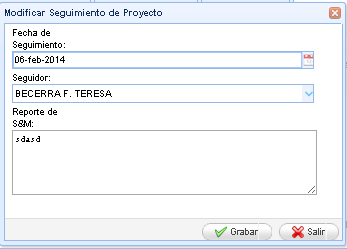 Modificar Seguimiento de Proyecto
Fecha de
Seguimiento:
06-feb-2014
Seguidor:
BECERRA F. TERESA
Reporte de
S&M:
sdasd
Grabar
Salir